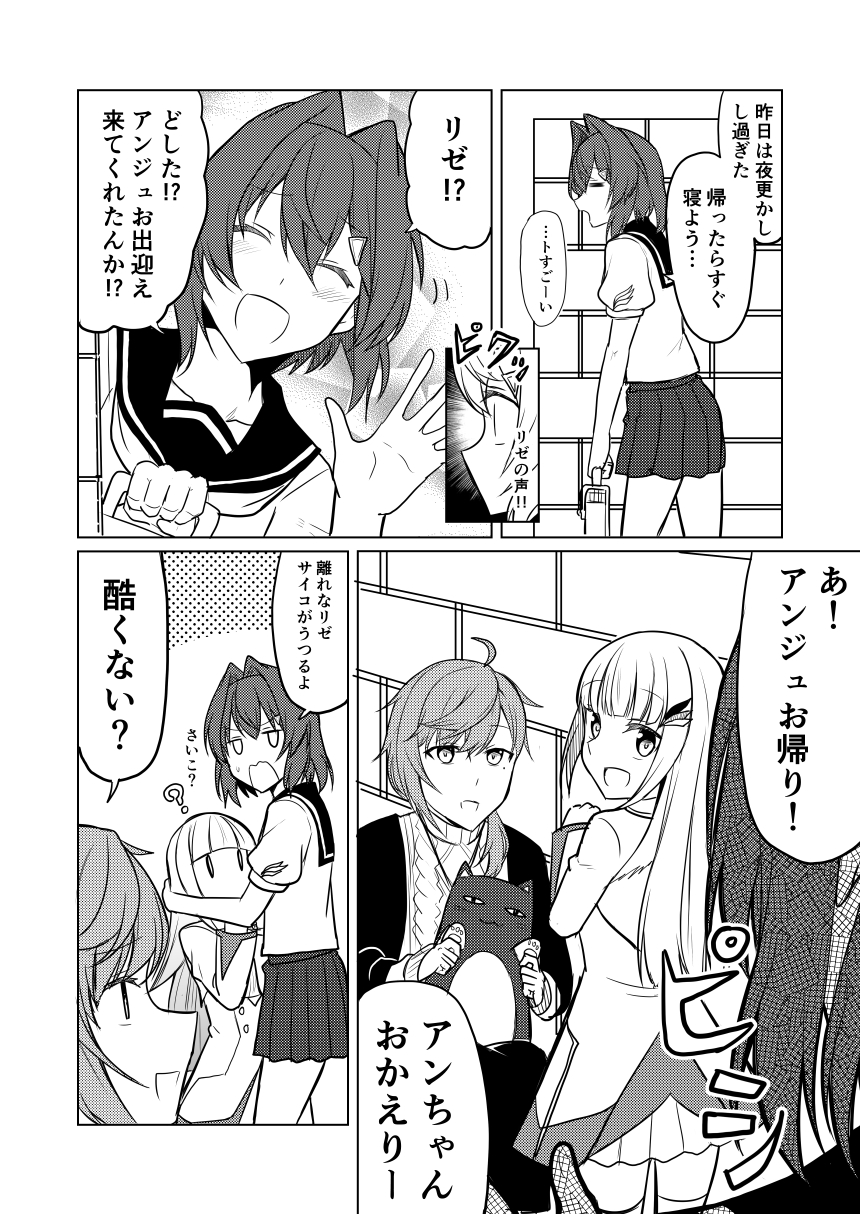 昨日は夜更かし
し過ぎた
帰ったらすぐ
寝よう…
…トすごーい
ピクッ
リゼの声!!
リゼ!?
どした!?
アンジュお出迎え
来てくれたんか!?
あ！
アンジュお帰り！
ピシッ
アンちゃん
おかえりー
離れなリゼ
サイコがうつるよ
さいこ？
酷くない？